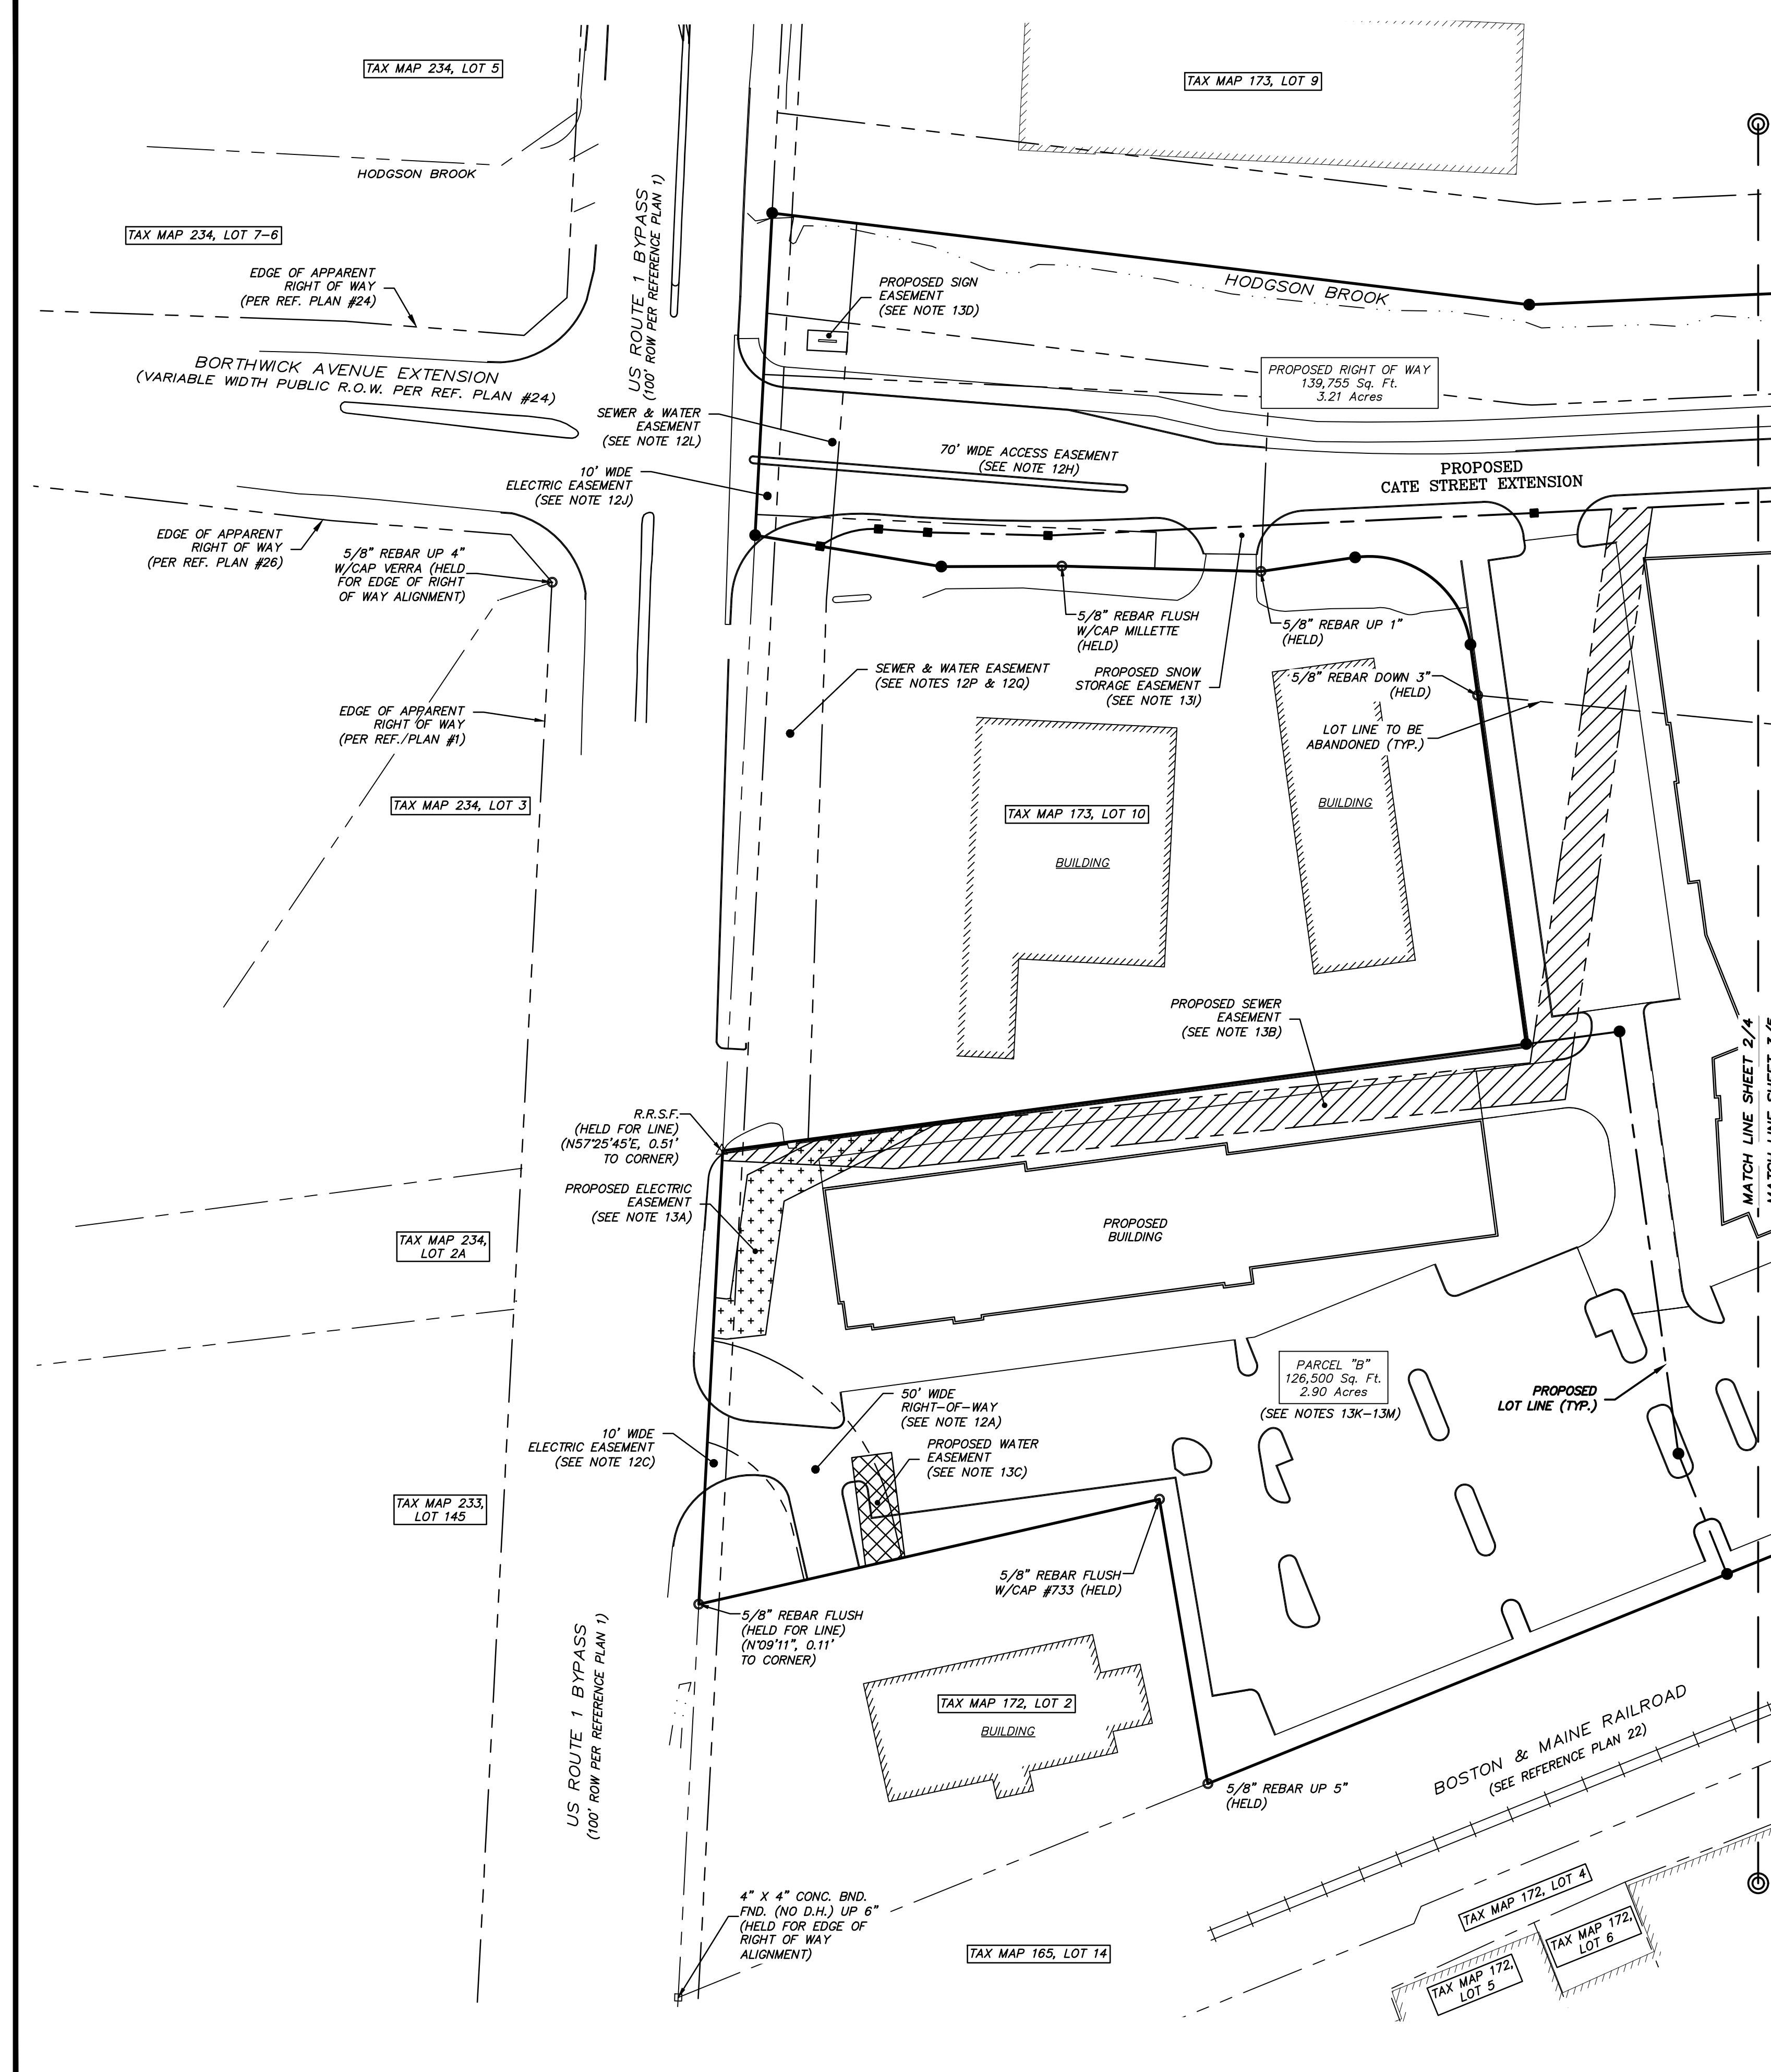 TAX MAP 234, LOT 5
TAX MAP 173, LOT 9
HODGSON BROOK
TAX MAP 234, LOT 7-6
EDGE OF APPARENT
RIGHT OF WAY
(PER REF. PLAN #24)
US ROUTE 1 BYPASS
(100' ROW PER REFERENCE PLAN 1)
PROPOSED SIGN
EASEMENT
(SEE NOTE 13D)
HODGSON BROOK
BORTHWICK AVENUE EXTENSION
(VARIABLE WIDTH PUBLIC R.O.W. PER REF. PLAN #24)
PROPOSED RIGHT OF WAY
139,755 Sq. Ft.
3.21 Acres
SEWER & WATER
EASEMENT
(SEE NOTE 12L)
70' WIDE ACCESS EASEMENT
(SEE NOTE 12H)
PROPOSED
CATE STREET EXTENSION
10' WIDE
ELECTRIC EASEMENT
(SEE NOTE 12J)
EDGE OF APPARENT
RIGHT OF WAY
(PER REF. PLAN #26)
5/8" REBAR UP 4"
W/CAP VERRA (HELD
FOR EDGE OF RIGHT
OF WAY ALIGNMENT)
5/8" REBAR FLUSH
W/CAP MILLETTE
(HELD)
5/8" REBAR UP 1"
(HELD)
SEWER & WATER EASEMENT
(SEE NOTES 12P & 12Q)
PROPOSED SNOW
STORAGE EASEMENT
(SEE NOTE 13I)
5/8" REBAR DOWN 3"
(HELD)
LOT LINE TO BE
ABANDONED (TYP.)
EDGE OF APPARENT
RIGHT OF WAY
(PER REF./PLAN #1)
TAX MAP 234, LOT 3
TAX MAP 173, LOT 10
BUILDING
BUILDING
PROPOSED SEWER
EASEMENT
(SEE NOTE 13B)
MATCH LINE SHEET 2/4
MATCH LINE SHEET 3/5
R.R.S.F.
(HELD FOR LINE)
(N57°25'45"E, 0.51'
TO CORNER)
PROPOSED ELECTRIC
EASEMENT
(SEE NOTE 13A)
PROPOSED
BUILDING
TAX MAP 234,
LOT 2A
PARCEL "B"
126,500 Sq. Ft.
2.90 Acres
(SEE NOTES 13K-13M)
PROPOSED
LOT LINE (TYP.)
50' WIDE
RIGHT-OF-WAY
(SEE NOTE 12A)
10' WIDE
ELECTRIC EASEMENT
(SEE NOTE 12C)
PROPOSED WATER
EASEMENT
(SEE NOTE 13C)
TAX MAP 233,
LOT 145
5/8" REBAR FLUSH
W/CAP #733 (HELD)
5/8" REBAR FLUSH
(HELD FOR LINE)
(N°09'11", 0.11'
TO CORNER)
US ROUTE 1 BYPASS
(100' ROW PER REFERENCE PLAN 1)
TAX MAP 172, LOT 2
BUILDING
BOSTON & MAINE RAILROAD
(SEE REFERENCE PLAN 22)
5/8" REBAR UP 5"
(HELD)
4" X 4" CONC. BND.
FND. (NO D.H.) UP 6"
(HELD FOR EDGE OF
RIGHT OF WAY
ALIGNMENT)
TAX MAP 165, LOT 14
TAX MAP 172, LOT 4
TAX MAP 172,
LOT 6
TAX MAP 172,
LOT 5